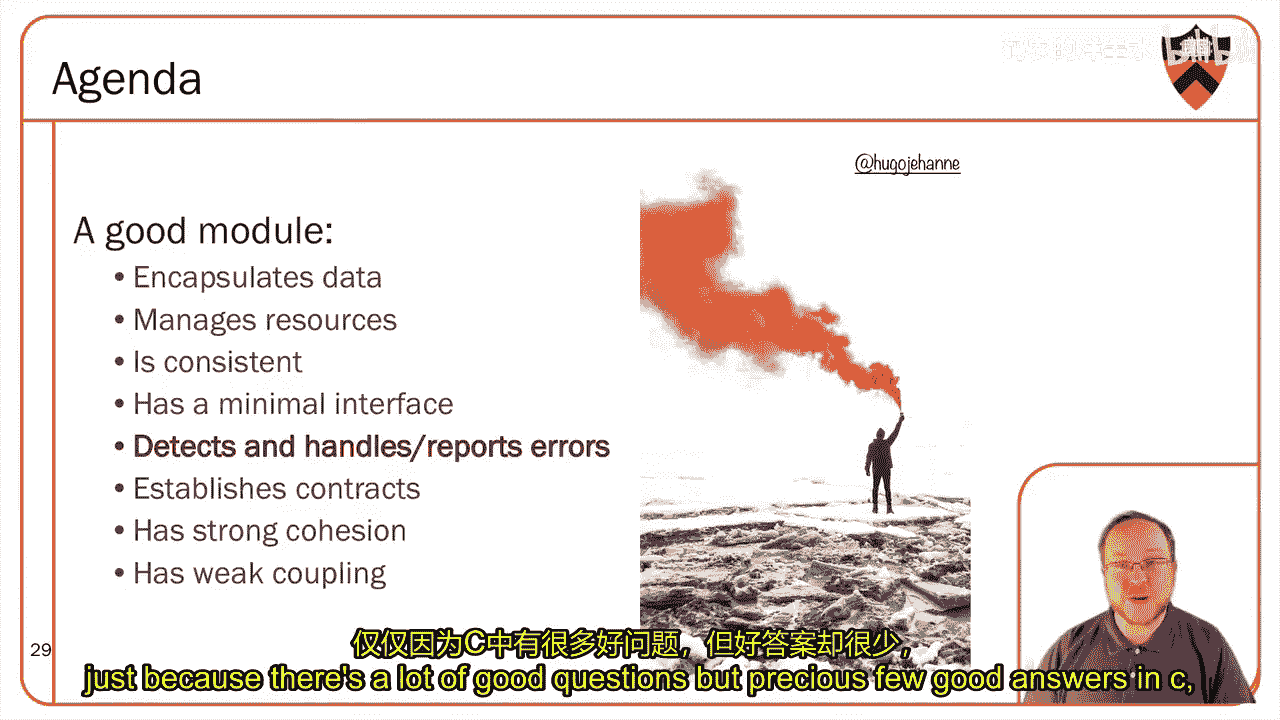 Agenda
@hugojehanne
A good module:
• Encapsulates data
• Manages resources
• Is consistent
• Has a minimal interface
• Detects and handles/reports errors
• Establishes contracts
• Has strong cohesion
• Has weak coupling
29
仅仅因为C中有很多好问题，但好答案却很少，
just because there's a lot of good questions but precious few good answers in c,